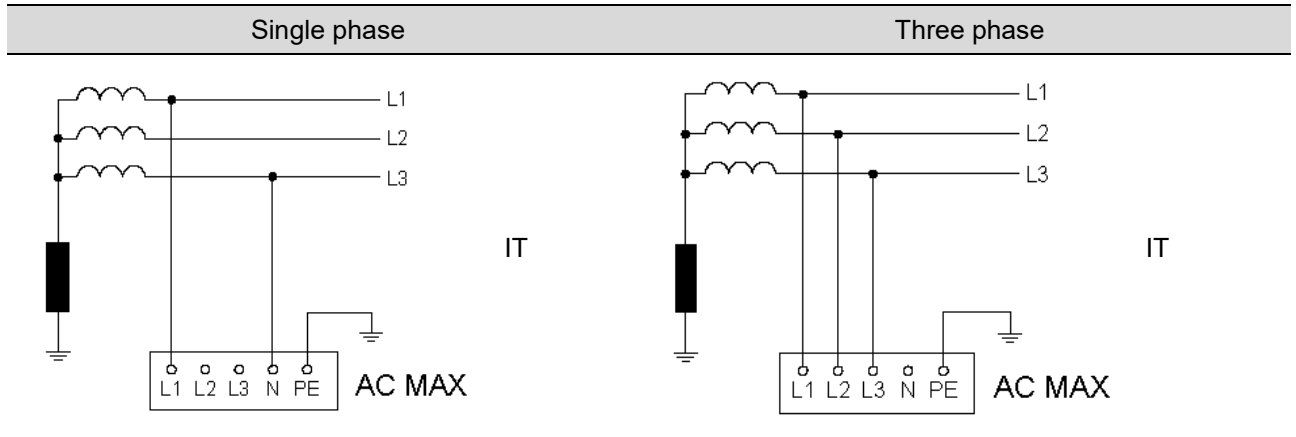 Single phase Three phase
L1 L1
L2 L2
L3 L3
IT IT
L1 L2 L3 N PE AC MAX L1 L2 L3 N PE AC MAX